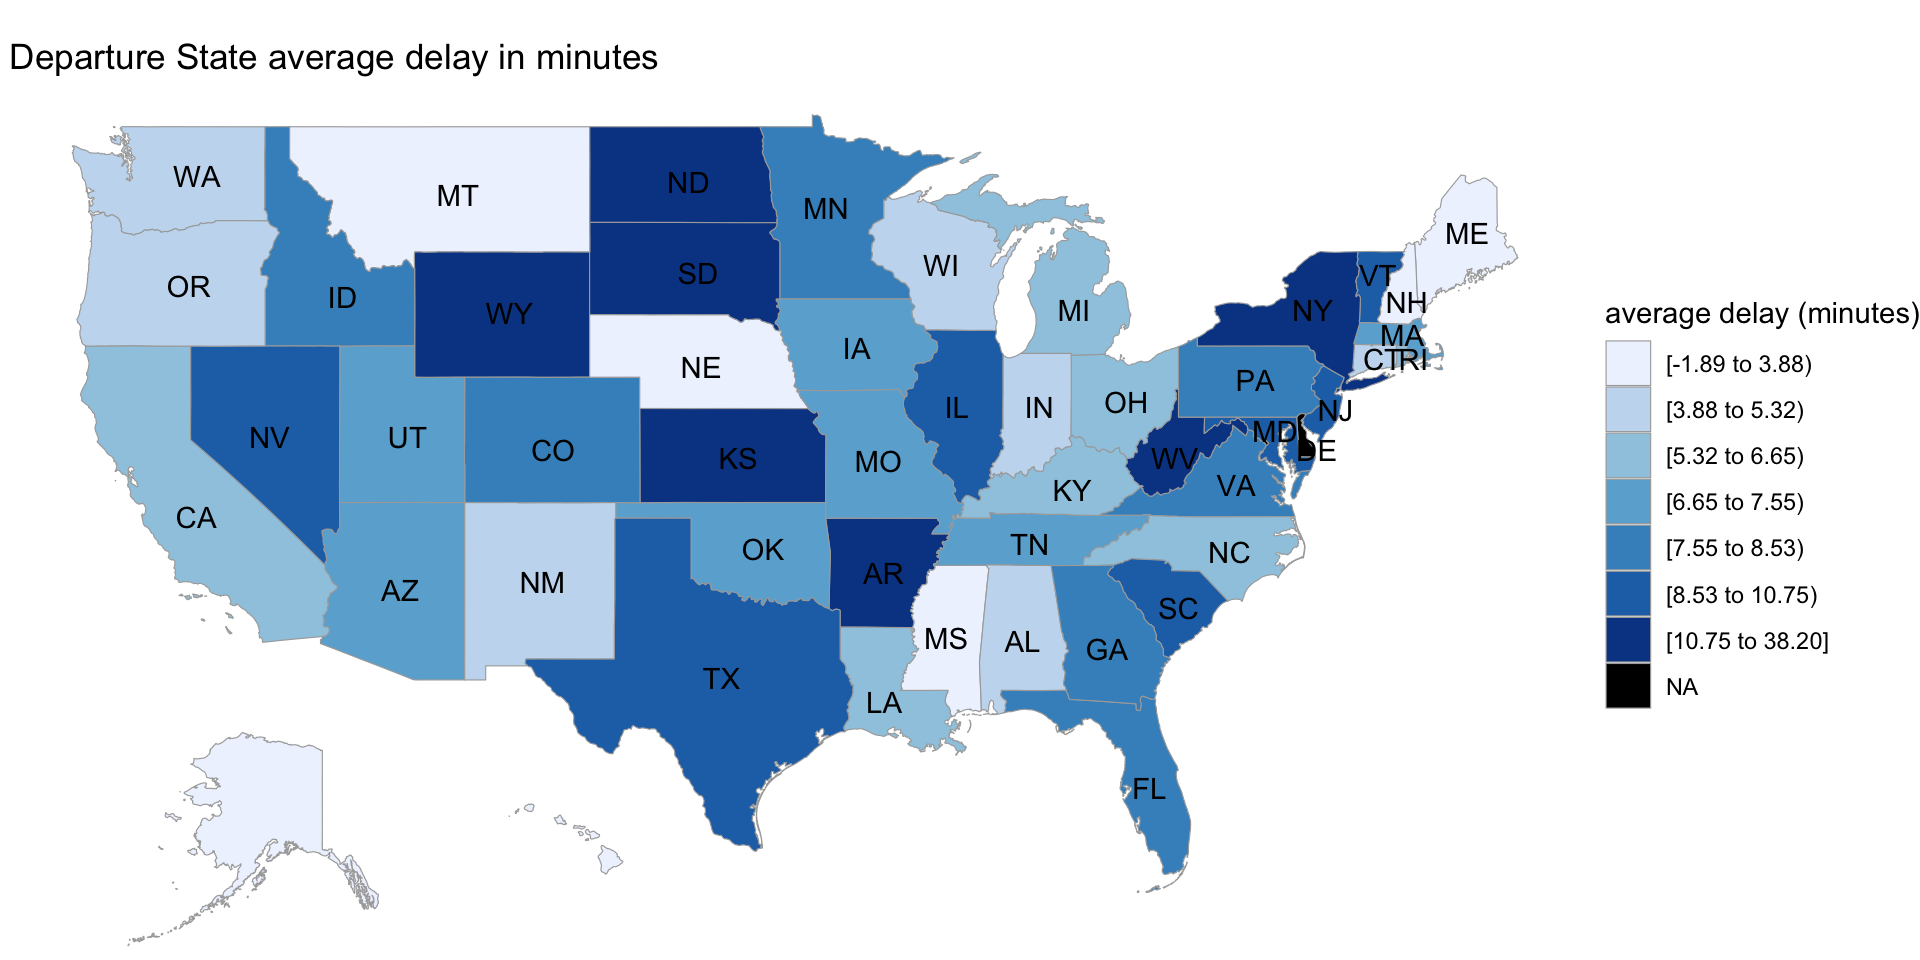 Departure State average delay in minutes
WA
MT
ND
MN
ME
OR
ID
SD
WI
VT
NH
WY
NY
MI
MA
NE
IA
CT
RI
PA
NV
UT
CO
KS
MO
IL
IN
OH
NJ
MD
DE
WV
CA
KY
VA
AZ
NM
OK
AR
TN
NC
SC
MS
AL
GA
TX
LA
FL
average delay (minutes)
[-1.89 to 3.88)
[3.88 to 5.32)
[5.32 to 6.65)
[6.65 to 7.55)
[7.55 to 8.53)
[8.53 to 10.75)
[10.75 to 38.20]
NA